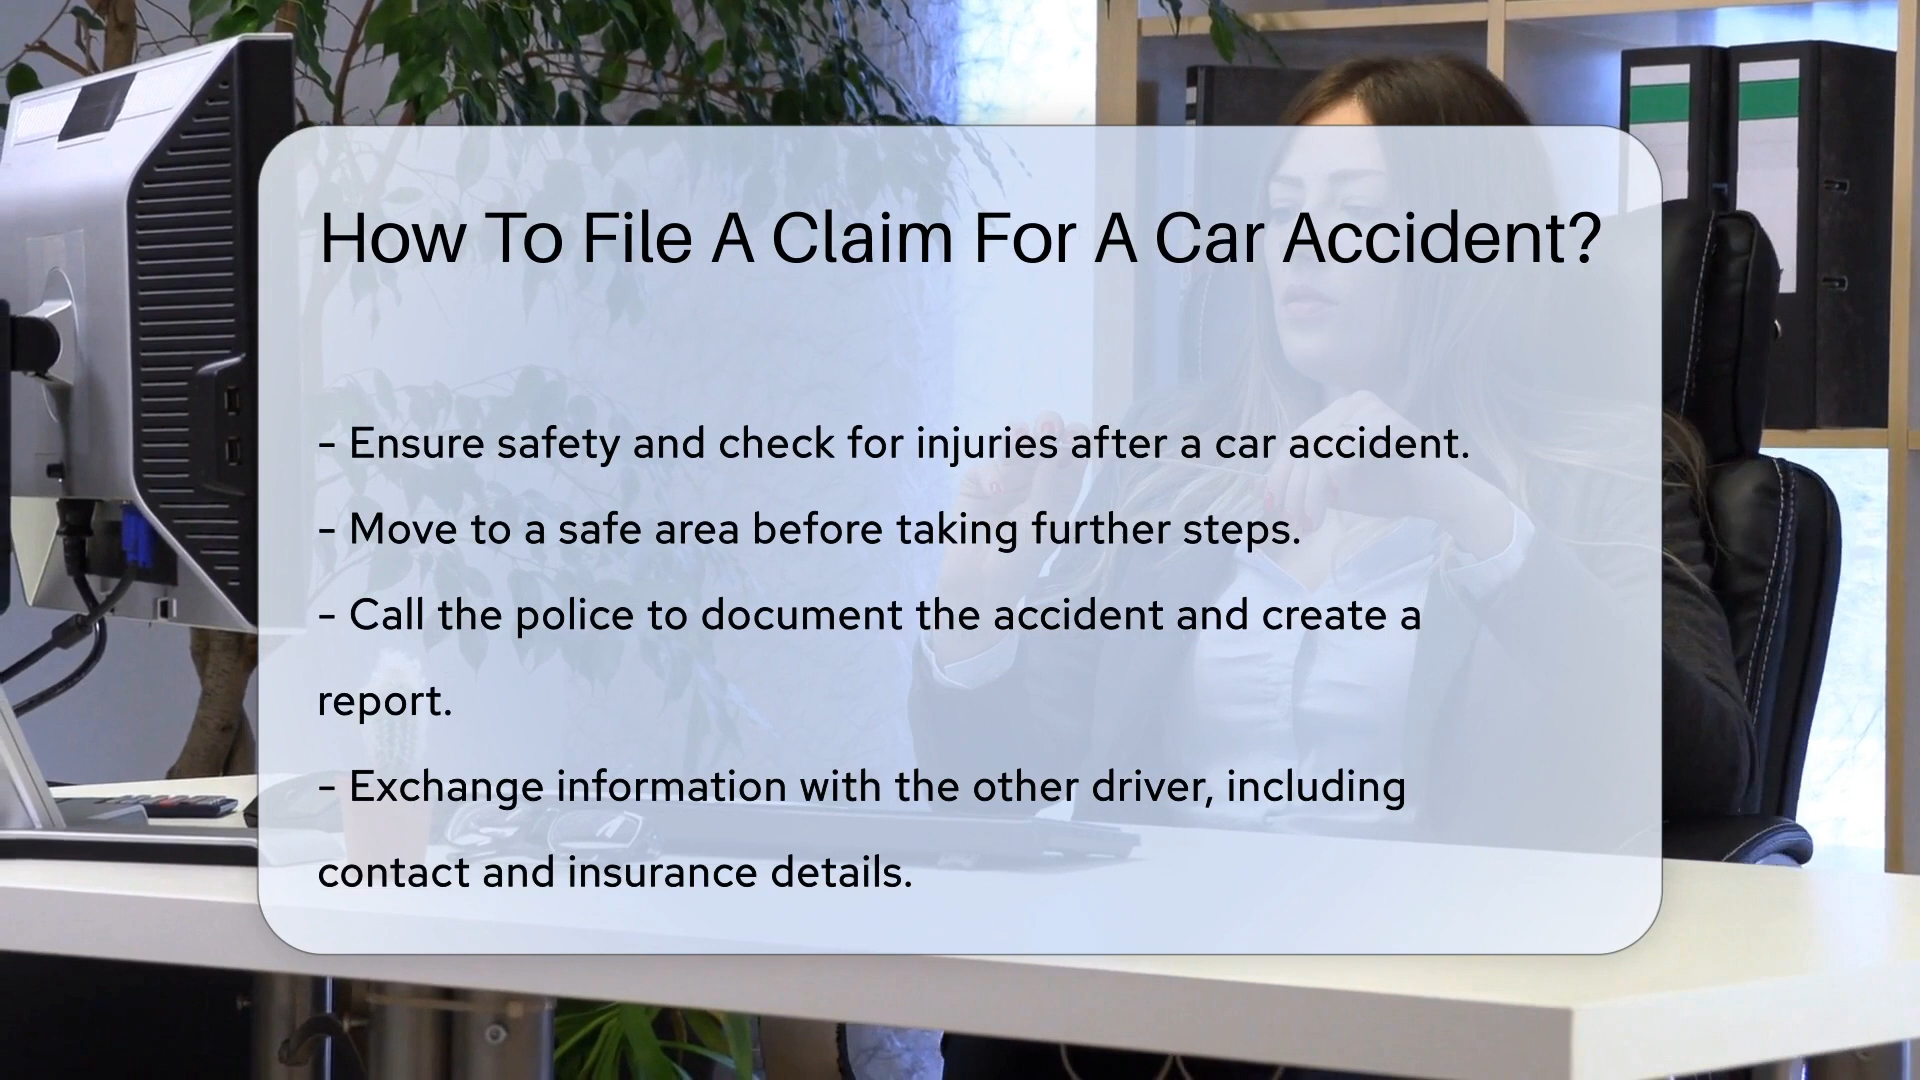 How To File A Claim For A Car Accident?
- Ensure safety and check for injuries after a car accident.
- Move to a safe area before taking further steps.
- Call the police to document the accident and create a
report.
- Exchange information with the other driver, including
contact and insurance details.